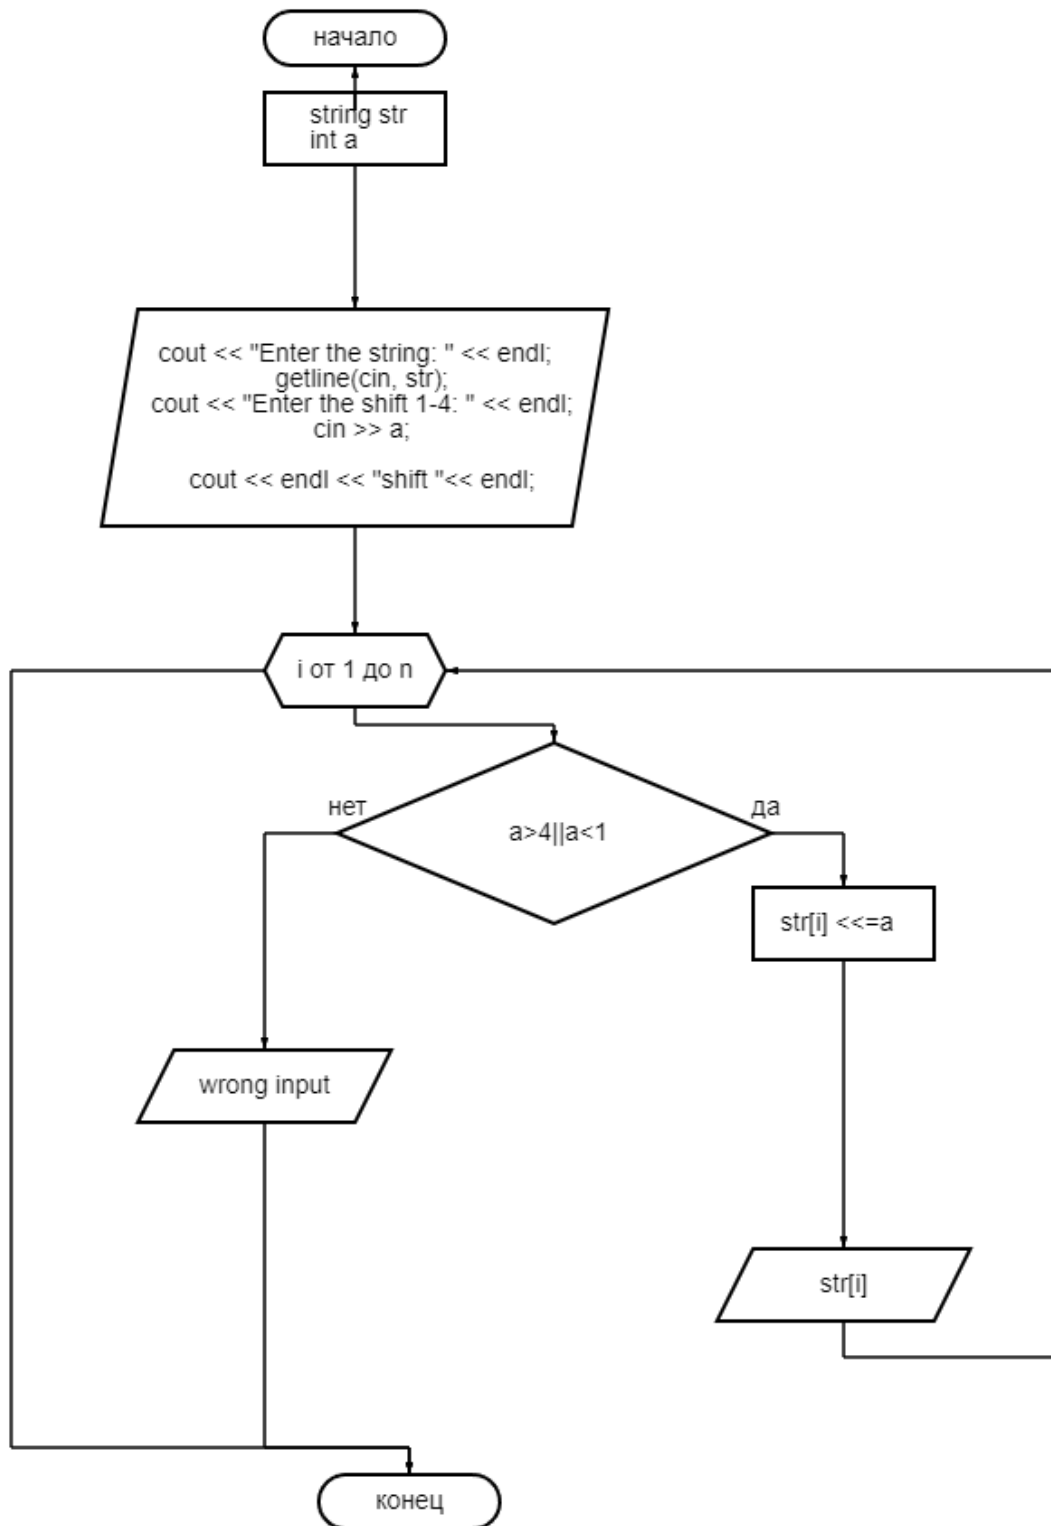 начало
string str
int a
cout << "Enter the string: " << endl;
getline(cin, str);
cout << "Enter the shift 1-4: " << endl;
cin >> a;
cout << endl << "shift "<< endl;
i от 1 до n
нет
да
a>4||a<1
str[i] <<=a
wrong input
str[i]
конец